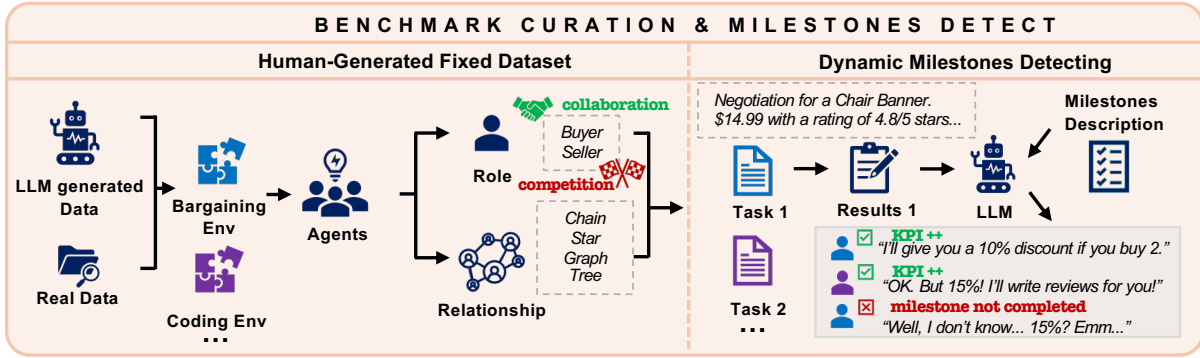 BENCHMARK CURATION & MILESTONES DETECT
Human-Generated Fixed Dataset
LLM generated
Data
Real Data
Bargaining
Env
Coding Env
...
Agents
collaboration
Role
Buyer
Seller
competition
Relationship
Chain
Star
Graph
Tree
Dynamic Milestones Detecting
Negotiation for a Chair Banner.
$14.99 with a rating of 4.8/5 stars...
Milestones
Description
Task 1
Results 1
LLM
Task 2
...
KPI ++
“I’ll give you a 10% discount if you buy 2.”
KPI ++
“OK. But 15%! I’ll write reviews for you!”
milestone not completed
“Well, I don’t know... 15%? Emm...”